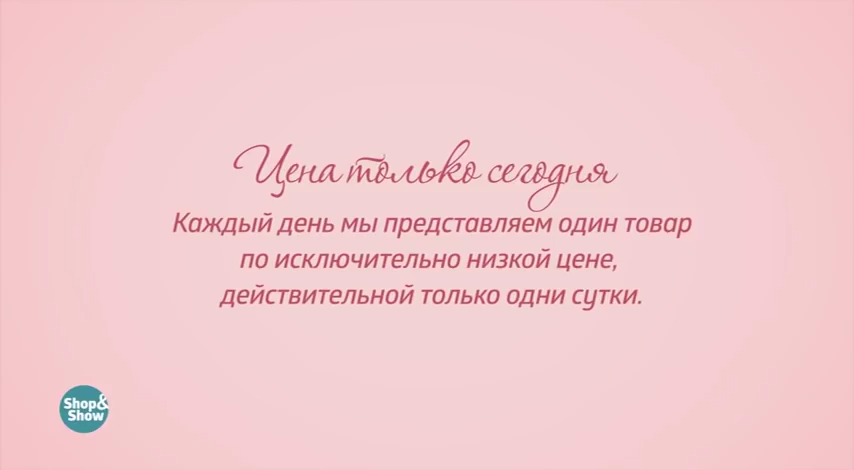 Цена только сегодня
Каждый день мы представляем один товар
по исключительно низкой цене,
действительной только одни сутки.
Shop&
Show